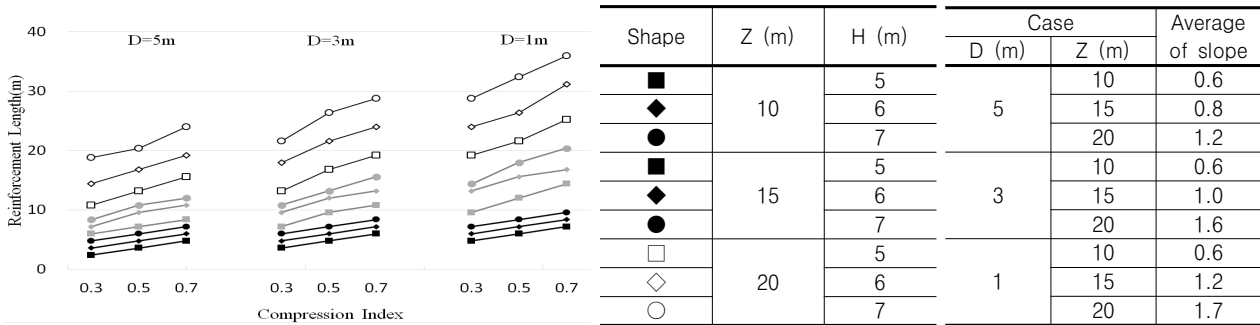 40
30
20
10
0
Reinforcement Length(m)
D=5m
D=3m
D=1m
0.3 0.5 0.7 0.3 0.5 0.7 0.3 0.5 0.7
Compression Index
Shape Z (m) H (m)
10
5
6
7
15
5
6
7
20
5
6
7
Case
Average of slope
D (m) Z (m)
5
10 0.6
15 0.8
20 1.2
3
10 0.6
15 1.0
20 1.6
1
10 0.6
15 1.2
20 1.7